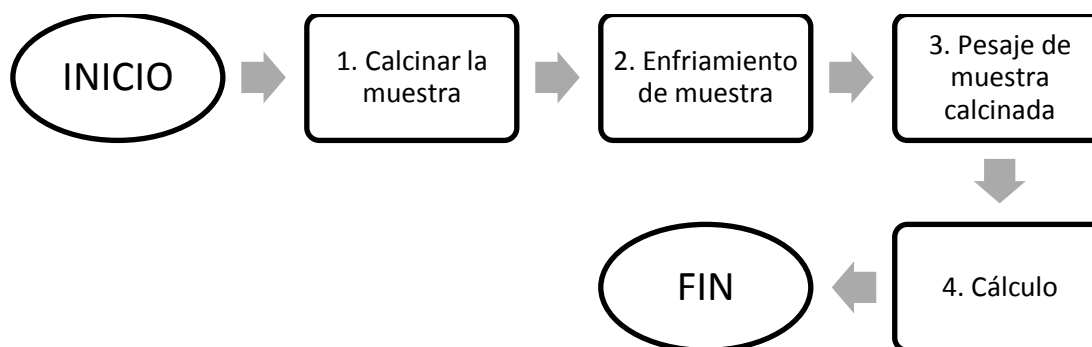 INICIO
1. Calcinar la
muestra
2. Enfriamiento
de muestra
3. Pesaje de
muestra
calcinada
4. Cálculo
FIN